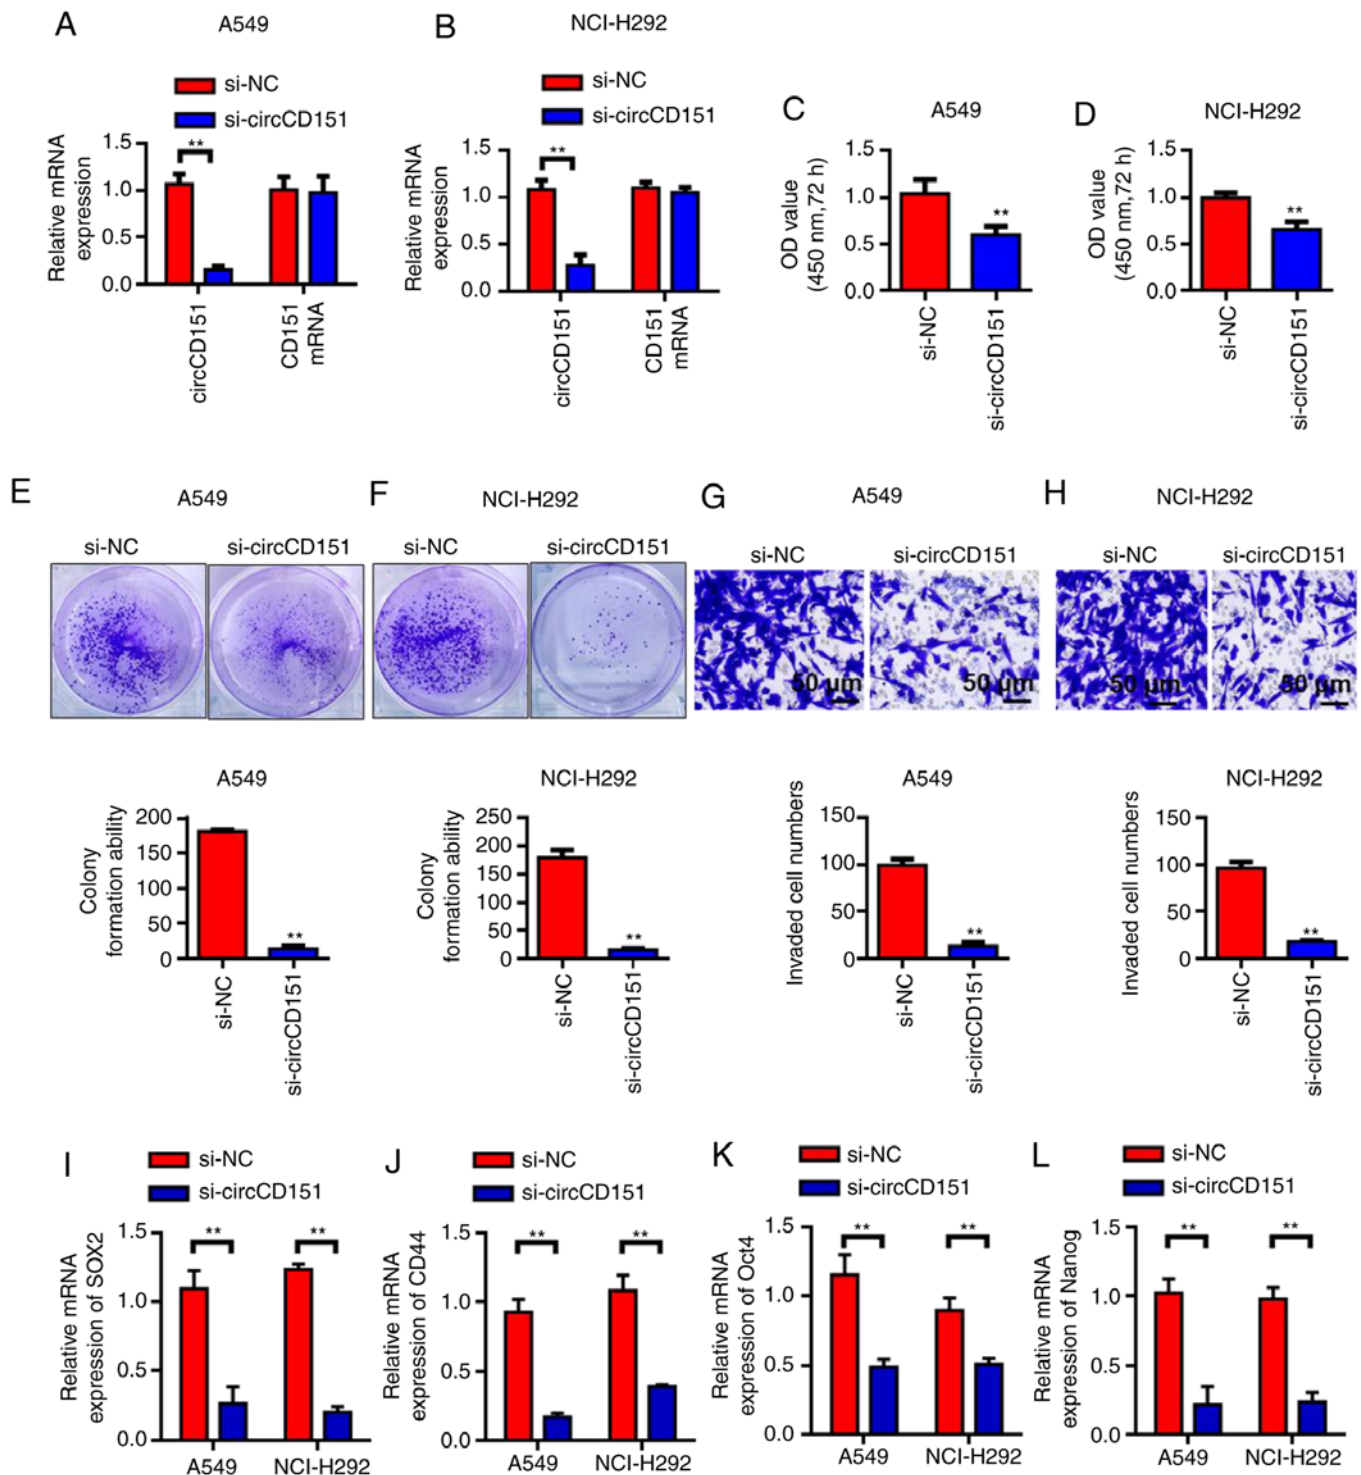 A
A549
si-NC
si-circCD151
Relative mRNA
expression
1.5
1.0
0.5
0.0
**
circCD151
CD151
mRNA
B
NCI-H292
si-NC
si-circCD151
Relative mRNA
expression
1.5
1.0
0.5
0.0
**
circCD151
CD151
mRNA
C
A549
OD value
(450 nm,72 h)
1.5
1.0
0.5
0.0
**
si-NC
si-circCD151
D
NCI-H292
OD value
(450 nm,72 h)
1.5
1.0
0.5
0.0
**
si-NC
si-circCD151
E
A549
si-NC
si-circCD151
A549
Colony
formation ability
200
150
100
50
0
**
si-NC
si-circCD151
F
NCI-H292
si-NC
si-circCD151
NCI-H292
Colony
formation ability
250
200
150
100
50
0
**
si-NC
si-circCD151
G
A549
si-NC
si-circCD151
50 μm
50 μm
A549
Invaded cell numbers
150
100
50
0
**
si-NC
si-circCD151
H
NCI-H292
si-NC
si-circCD151
50 μm
50 μm
NCI-H292
Invaded cell numbers
150
100
50
0
**
si-NC
si-circCD151
I
si-NC
si-circCD151
Relative mRNA
expression of SOX2
1.5
1.0
0.5
0.0
**
**
A549
NCI-H292
J
si-NC
si-circCD151
Relative mRNA
expression of CD44
1.5
1.0
0.5
0.0
**
**
A549
NCI-H292
K
si-NC
si-circCD151
Relative mRNA
expression of Oct4
1.5
1.0
0.5
0.0
**
**
A549
NCI-H292
L
si-NC
si-circCD151
Relative mRNA
expression of Nanog
1.5
1.0
0.5
0.0
**
**
A549
NCI-H292